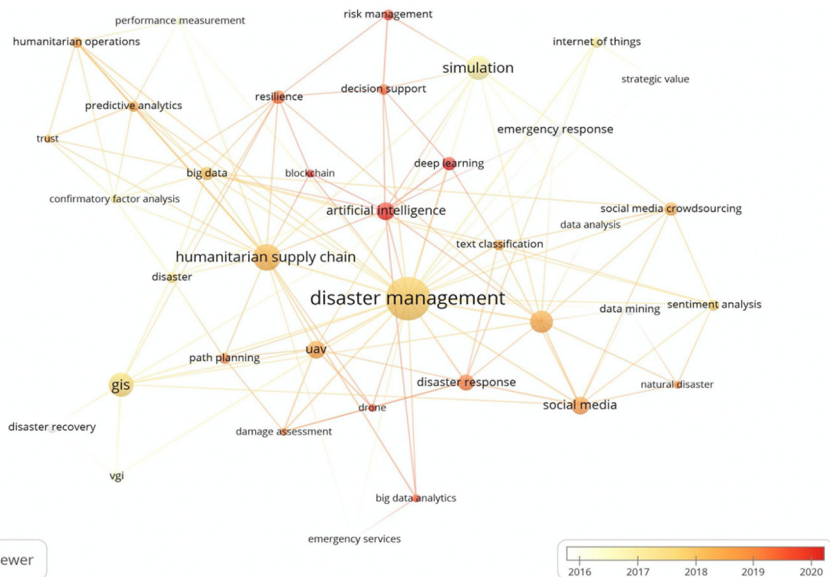 performance measurement
risk management
humanitarian operations
internet of things
simulation
strategic value
decision support
resilience
predictive analytics
emergency response
trust
deep learning
big data
blockchain
confirmatory factor analysis
artificial intelligence
social media crowdsourcing
data analysis
text classification
humanitarian supply chain
disaster
disaster management
data mining
sentiment analysis
uav
path planning
gis
disaster response
natural disaster
social media
drone
disaster recovery
damage assessment
vgi
big data analytics
emergency services
ewer
2016 2017 2018 2019 2020